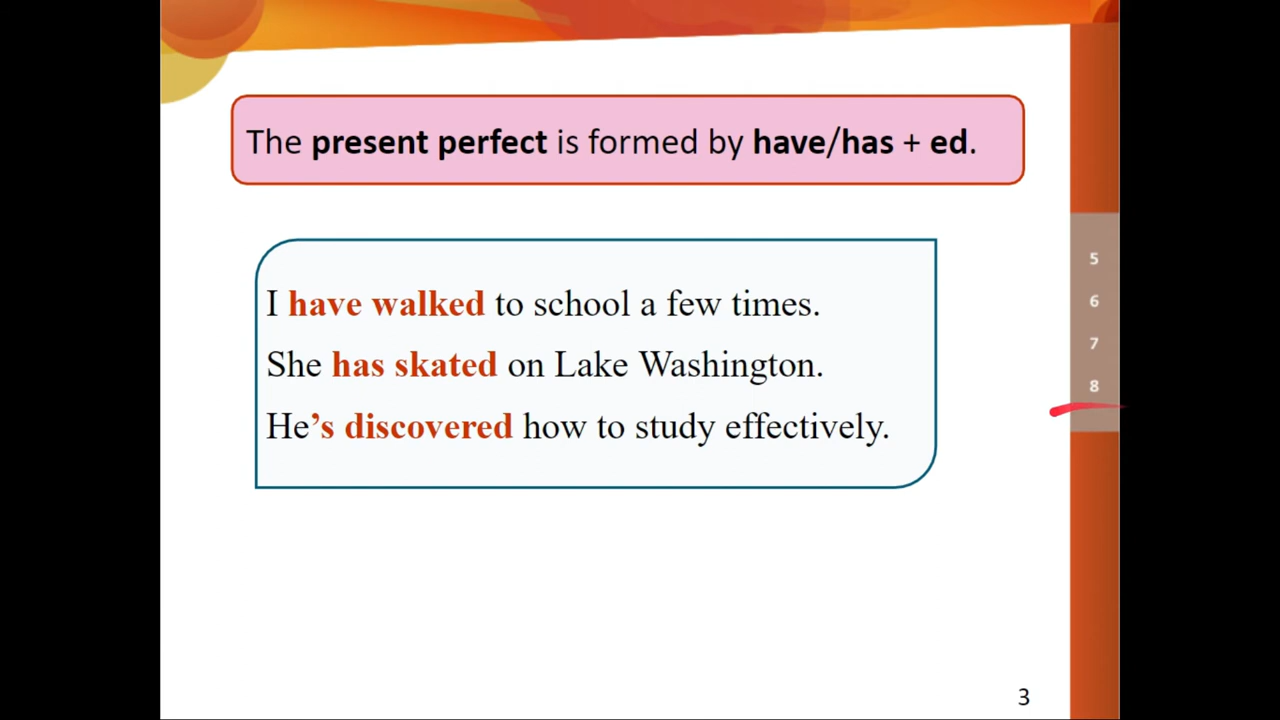 The present perfect is formed by have/has + ed.
I have walked to school a few times.
She has skated on Lake Washington.
He’s discovered how to study effectively.
5
6
7
8
3